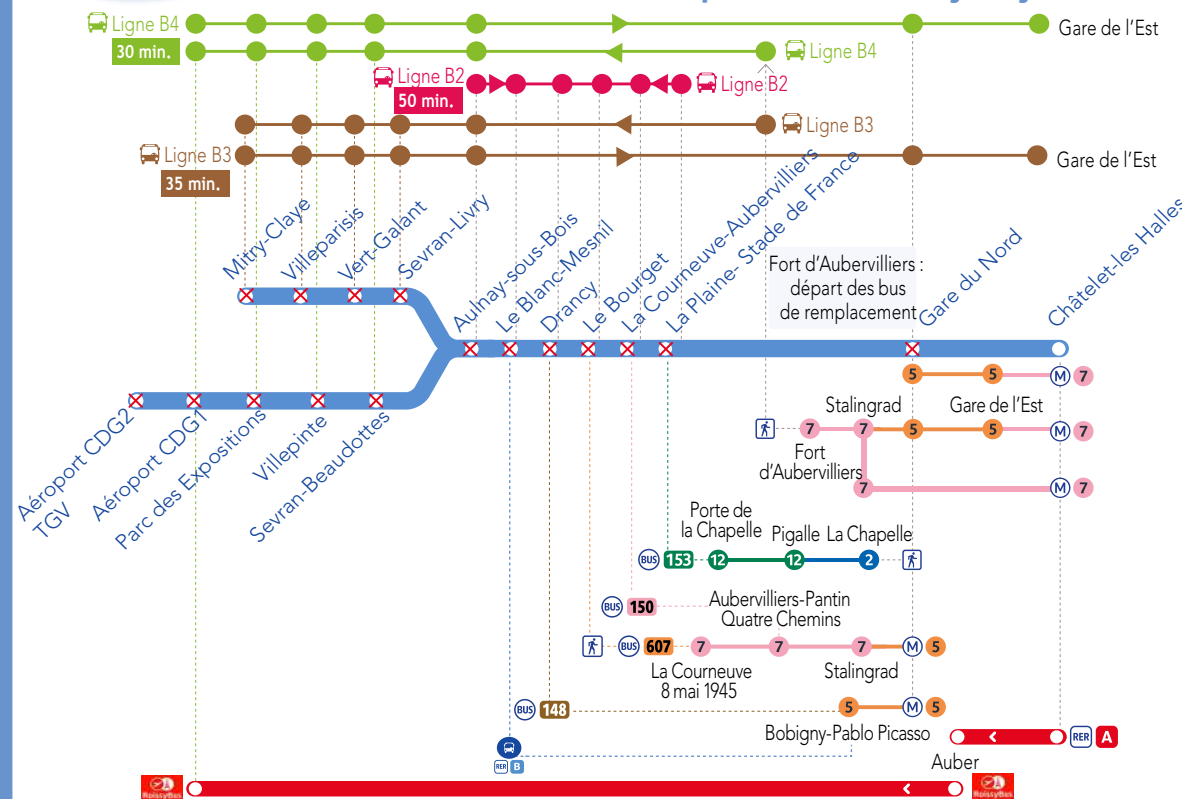 Ligne B4
Gare de l'Est
30 min.
Ligne B4
Ligne B2
Ligne B2
50 min.
Ligne B3
Ligne B3
Gare de l'Est
35 min.
Mitry-Claye
Villeparisis
Vert-Galant
Sevran-Livry
Aulnay-sous-Bois
Le Blanc-Mesnil
Drancy
Le Bourget
La Courneuve-Aubervilliers
La Plaine- Stade de France
Fort d'Aubervilliers :
départ des bus
de remplacement
Gare du Nord
Châtelet-les Halles
Aéroport CDG2
TGV
Aéroport CDG1
Parc des Expositions
Villepinte
Sevran-Beaudottes
5
5
M
7
Stalingrad
Gare de l'Est
7
7
5
5
M
7
Fort
d'Aubervilliers
7
M
7
Porte de
la Chapelle
Pigalle
La Chapelle
BUS
153
12
12
2
BUS
150
Aubervilliers-Pantin
Quatre Chemins
BUS
607
7
7
7
M
5
La Courneuve
8 mai 1945
Stalingrad
BUS
148
5
M
5
Bobigny-Pablo Picasso
RER
B
RER
A
Auber
RoissyBus
RoissyBus